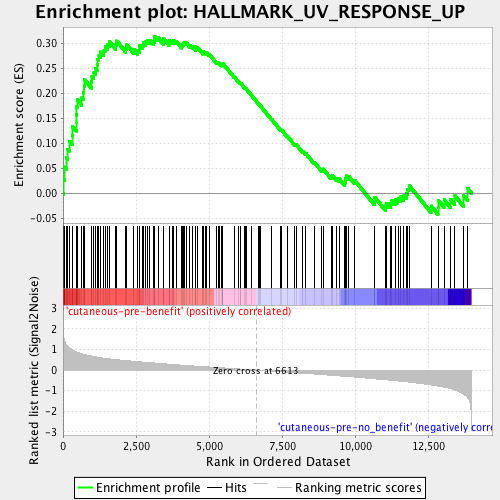 Enrichment plot: HALLMARK_UV_RESPONSE_UP
Enrichment score (ES)
0.30
0.25
0.20
0.15
0.10
0.05
0.00
-0.05
'cutaneous-pre-benefit' (positively correlated)
Ranked list metric (Signal2Noise)
3
2
1
0
-1
-2
-3
Zero cross at 6613
'cutaneous-pre-no_benefit' (negatively corre
0
2,500
5,000
7,500
10,000
12,500
Rank in Ordered Dataset
Enrichment profile
Hits
Ranking metric scores